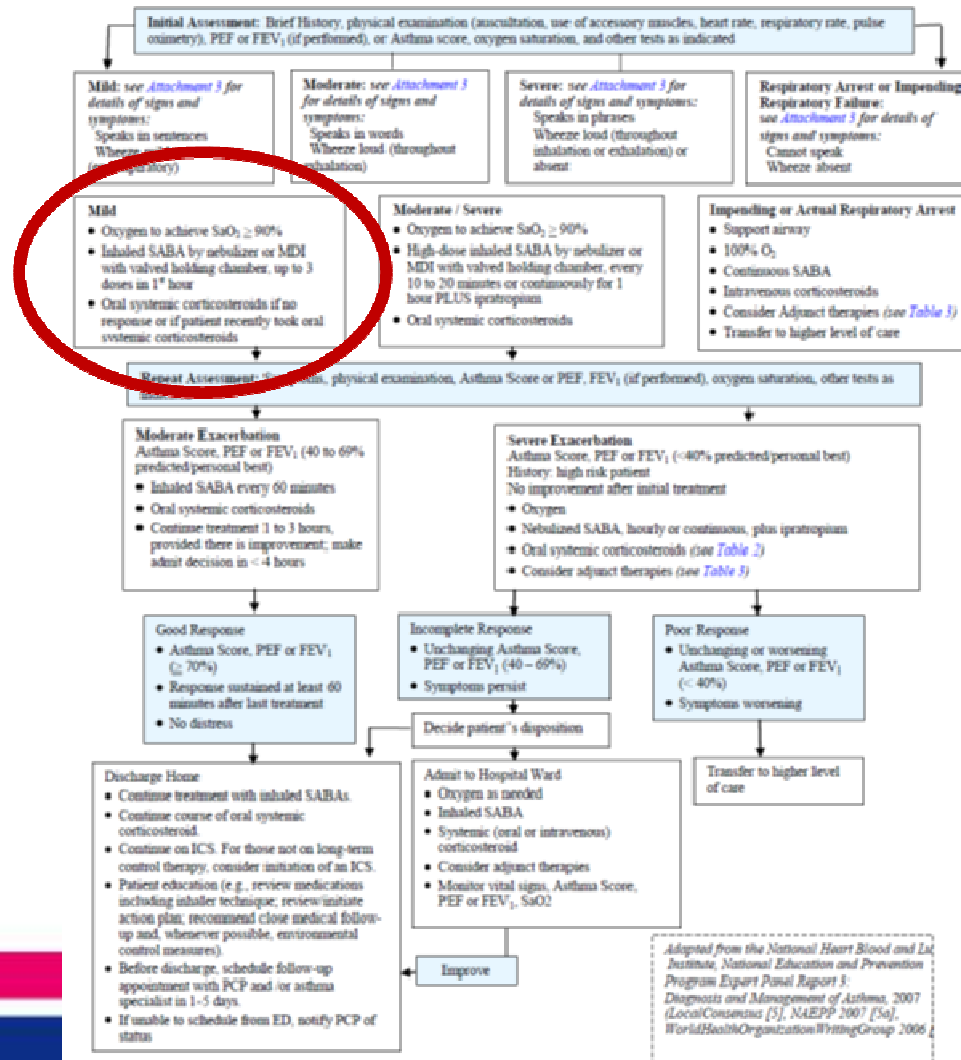 Initial Assessment: Brief History, physical examination (auscultation, use of accessory muscles, heart rate, respiratory rate, pulse
oximetry), PEF or FEV₁ (if performed), or Asthma score, oxygen saturation, and other tests as
indicated
Mild: see Attachment 3 for
details of signs and
symptoms:
Speaks in sentences
Wheeze
Moderate: see Attachment 3
for details of signs and
symptoms:
Speaks in words
Wheeze loud (throughout
exhalation)
Severe: see Attachment 3 for
details of signs and symptoms:
Speaks in phrases
Wheeze loud (throughout
inhalation or exhalation) or
absent
Respiratory Arrest or Impending
Respiratory Failure:
see Attachment 3 for details of
signs and symptoms:
Cannot speak
Wheeze absent
Mild
• Oxygen to achieve SaO₂ ≥ 90%
• Inhaled SABA by nebulizer or MDI
with valved holding chamber, up to 3
doses in 1st hour
• Oral systemic corticosteroids if no
response or if patient recently took oral
systemic corticosteroids
Moderate / Severe
• Oxygen to achieve SaO₂ ≥ 90%
• High-dose inhaled SABA by nebulizer or
MDI with valved holding chamber, every
10 to 20 minutes or continuously for 1
hour PLUS ipratropium
• Oral systemic corticosteroids
Impending or Actual Respiratory Arrest
• Support airway
• 100% O₂
• Continuous SABA
• Intravenous corticosteroids
• Consider Adjunct therapies (see Table 3)
• Transfer to higher level of care
Repeat Assessment: physical examination, Asthma Score or PEF, FEV₁ (if performed), oxygen saturation, other tests as
Moderate Exacerbation
Asthma Score, PEF or FEV₁ (40 to 69%
predicted/personal best)
• Inhaled SABA every 60 minutes
• Oral systemic corticosteroids
• Continue treatment 1 to 3 hours,
provided there is improvement; make
admit decision in < 4 hours
Severe Exacerbation
Asthma Score, PEF or FEV₁ (<40% predicted/personal best)
History: high risk patient
No improvement after initial treatment
• Oxygen
• Nebulized SABA, hourly or continuous, plus ipratropium
• Oral systemic corticosteroids (see Table 2)
• Consider adjunct therapies (see Table 3)
Good Response
• Asthma Score, PEF or FEV₁
(≥ 70%)
• Response sustained at least 60
minutes after last treatment
• No distress
Incomplete Response
• Unchanging Asthma Score,
PEF or FEV₁ (40 – 69%)
• Symptoms persist
Poor Response
• Unchanging or worsening
Asthma Score, PEF or FEV₁
(< 40%)
• Symptoms worsening
Decide patient"s disposition
Discharge Home
• Continue treatment with inhaled SABAs.
• Continue course of oral systemic
corticosteroid.
• Continue on ICS. For those not on long-term
control therapy, consider initiation of an ICS.
• Patient education (e.g., review medications
including inhaler technique; review/initiate
action plan; recommend close medical follow-
up and, whenever possible, environmental
control measures).
• Before discharge, schedule follow-up
appointment with PCP and /or asthma
specialist in 1-5 days.
• If unable to schedule from ED, notify PCP of
status
Admit to Hospital Ward
• Oxygen as needed
• Inhaled SABA
• Systemic (oral or intravenous)
corticosteroid
• Consider adjunct therapies
• Monitor vital signs, Asthma Score,
PEF or FEV₁, SaO2
Transfer to higher level
of care
Improve
Adapted from the National Heart Blood and Lu
Institute, National Education and Prevention
Program Expert Panel Report 3:
Diagnosis and Management of Asthma, 2007
(LocalConsensus [5], NAEPP 2007 [5a],
WorldHealthOrganizationWritingGroup 2006